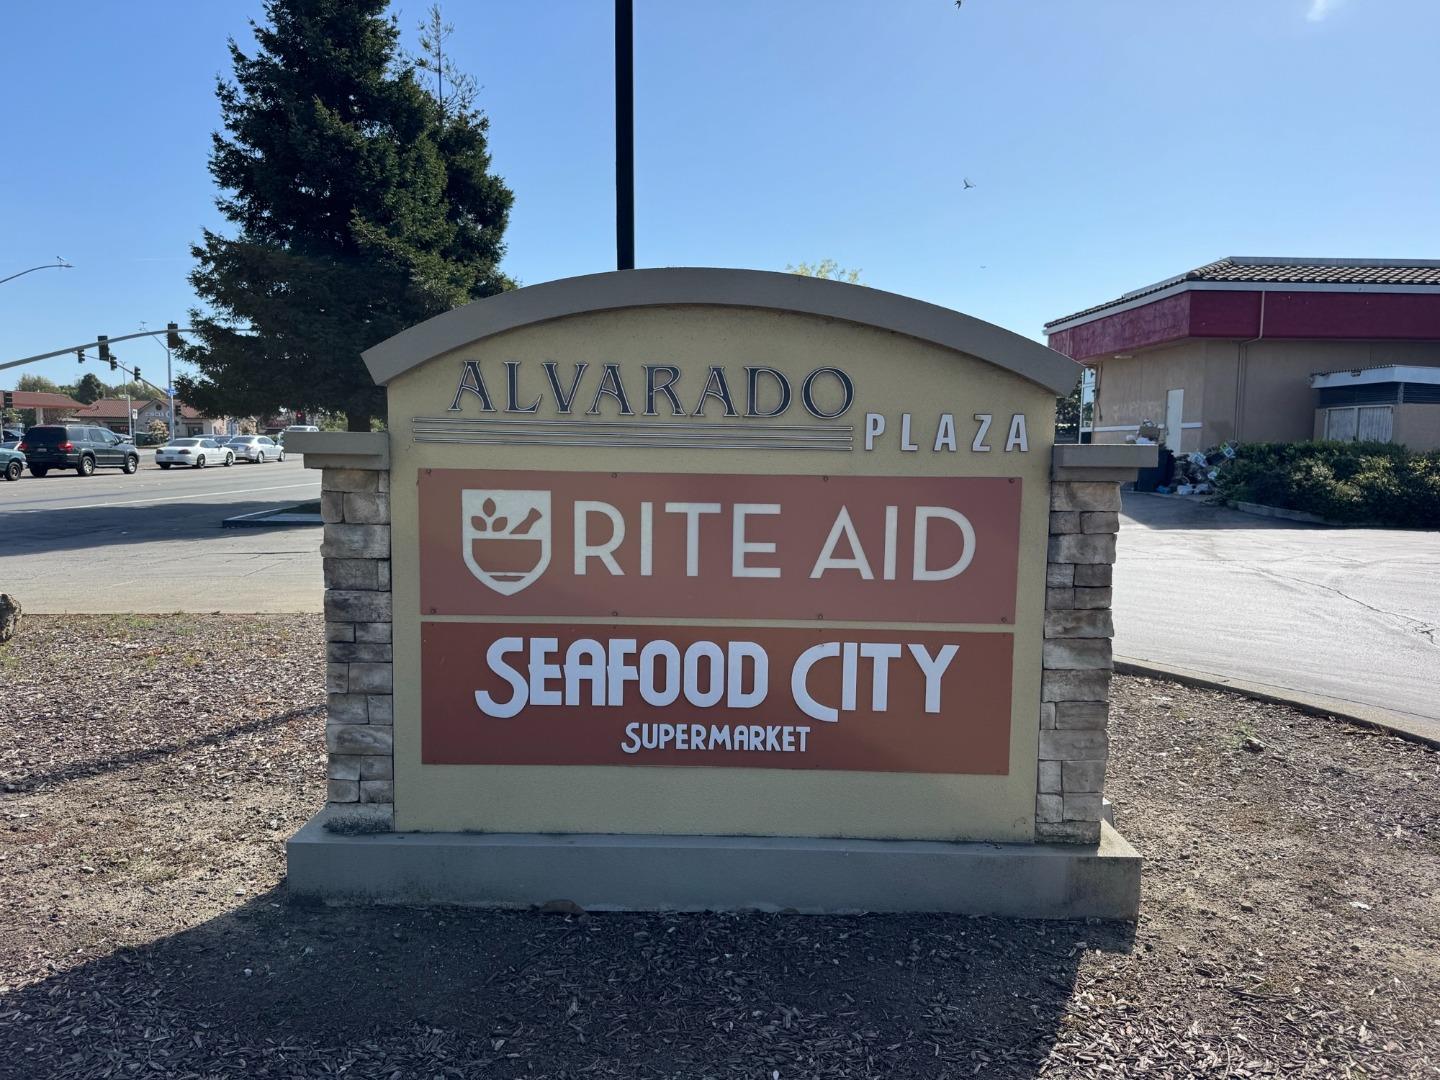 ALVARADO
PLAZA
RITE AID
SEAFOOD CITY
SUPERMARKET